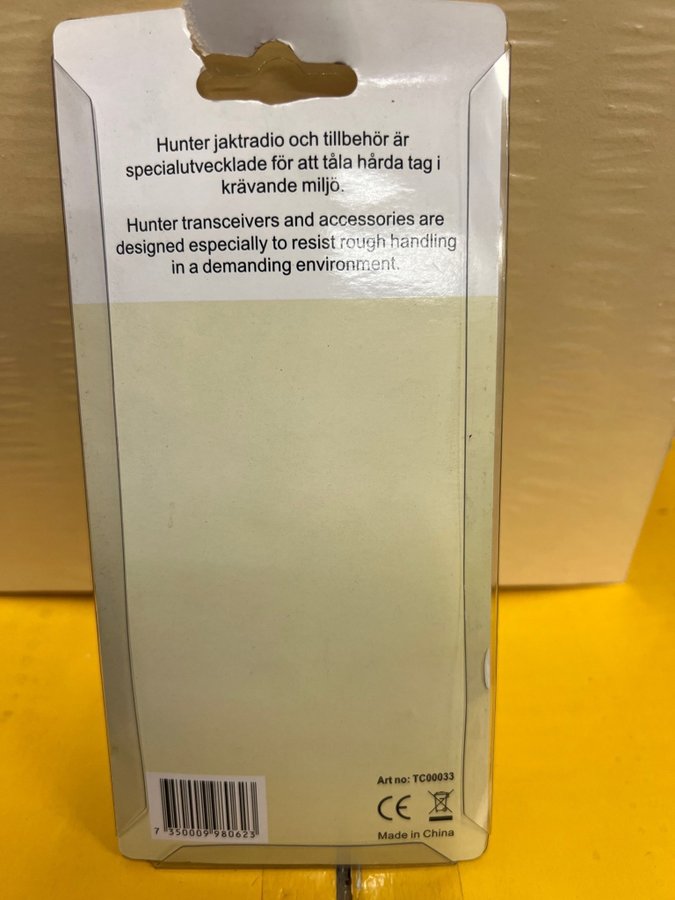 Hunter jaktradio och tillbehör är
specialutvecklade för att tåla hårda tag i
krävande miljö.
Hunter transceivers and accessories are
designed especially to resist rough handling
in a demanding environment.
Art no: TC00033
CE
Made in China
7 350009 980623